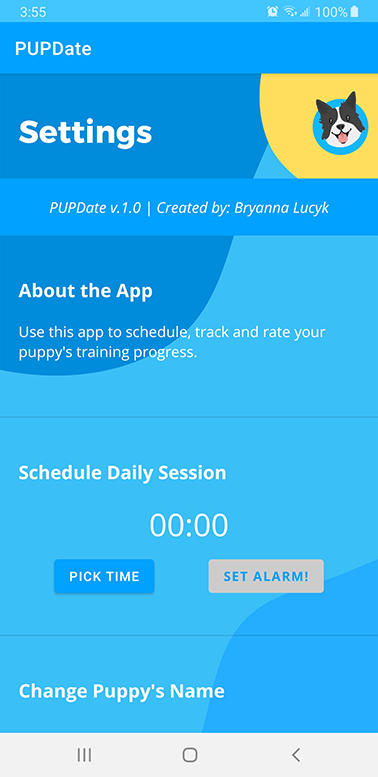 3:55 100%
PUPDate
Settings
PUPDate v.1.0 | Created by: Bryanna Lucyk
About the App
Use this app to schedule, track and rate your
puppy's training progress.
Schedule Daily Session
00:00
PICK TIME SET ALARM!
Change Puppy's Name